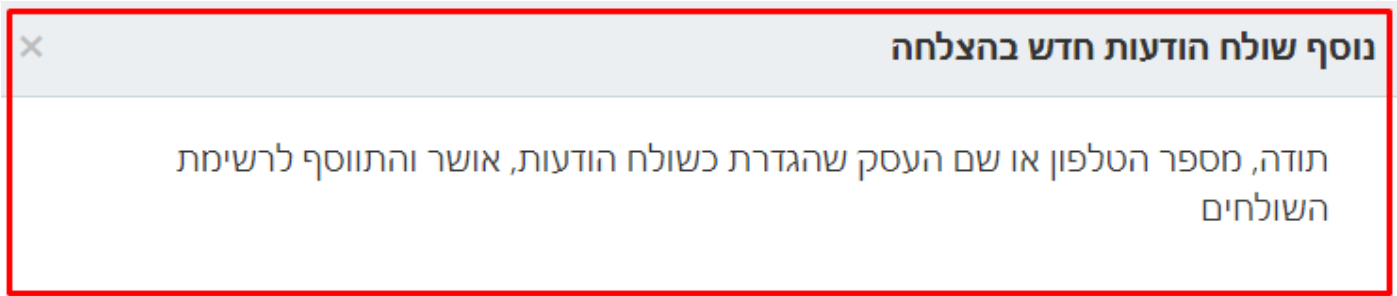 נוסף שולח הודעות חדש בהצלחה
תודה, מספר הטלפון או שם העסק שהגדרת כשולח הודעות, אושר והתווסף לרשימת
השולחים